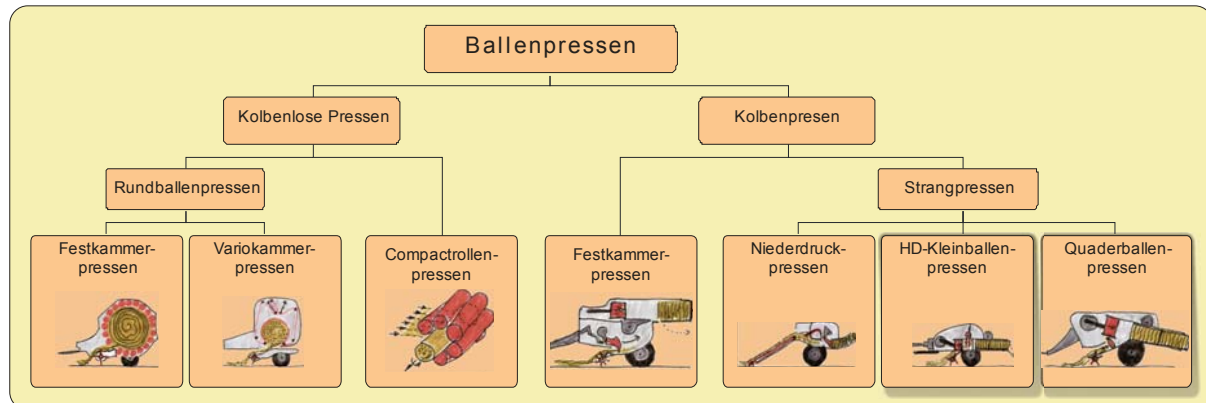 Ballenpressen
Kolbenlose Pressen
Kolbenpresen
Rundballenpressen
Strangpressen
Festkammer-
pressen
Variokammer-
pressen
Compactrollen-
pressen
Festkammer-
pressen
Niederdruck-
pressen
HD-Kleinballen-
pressen
Quaderballen-
pressen